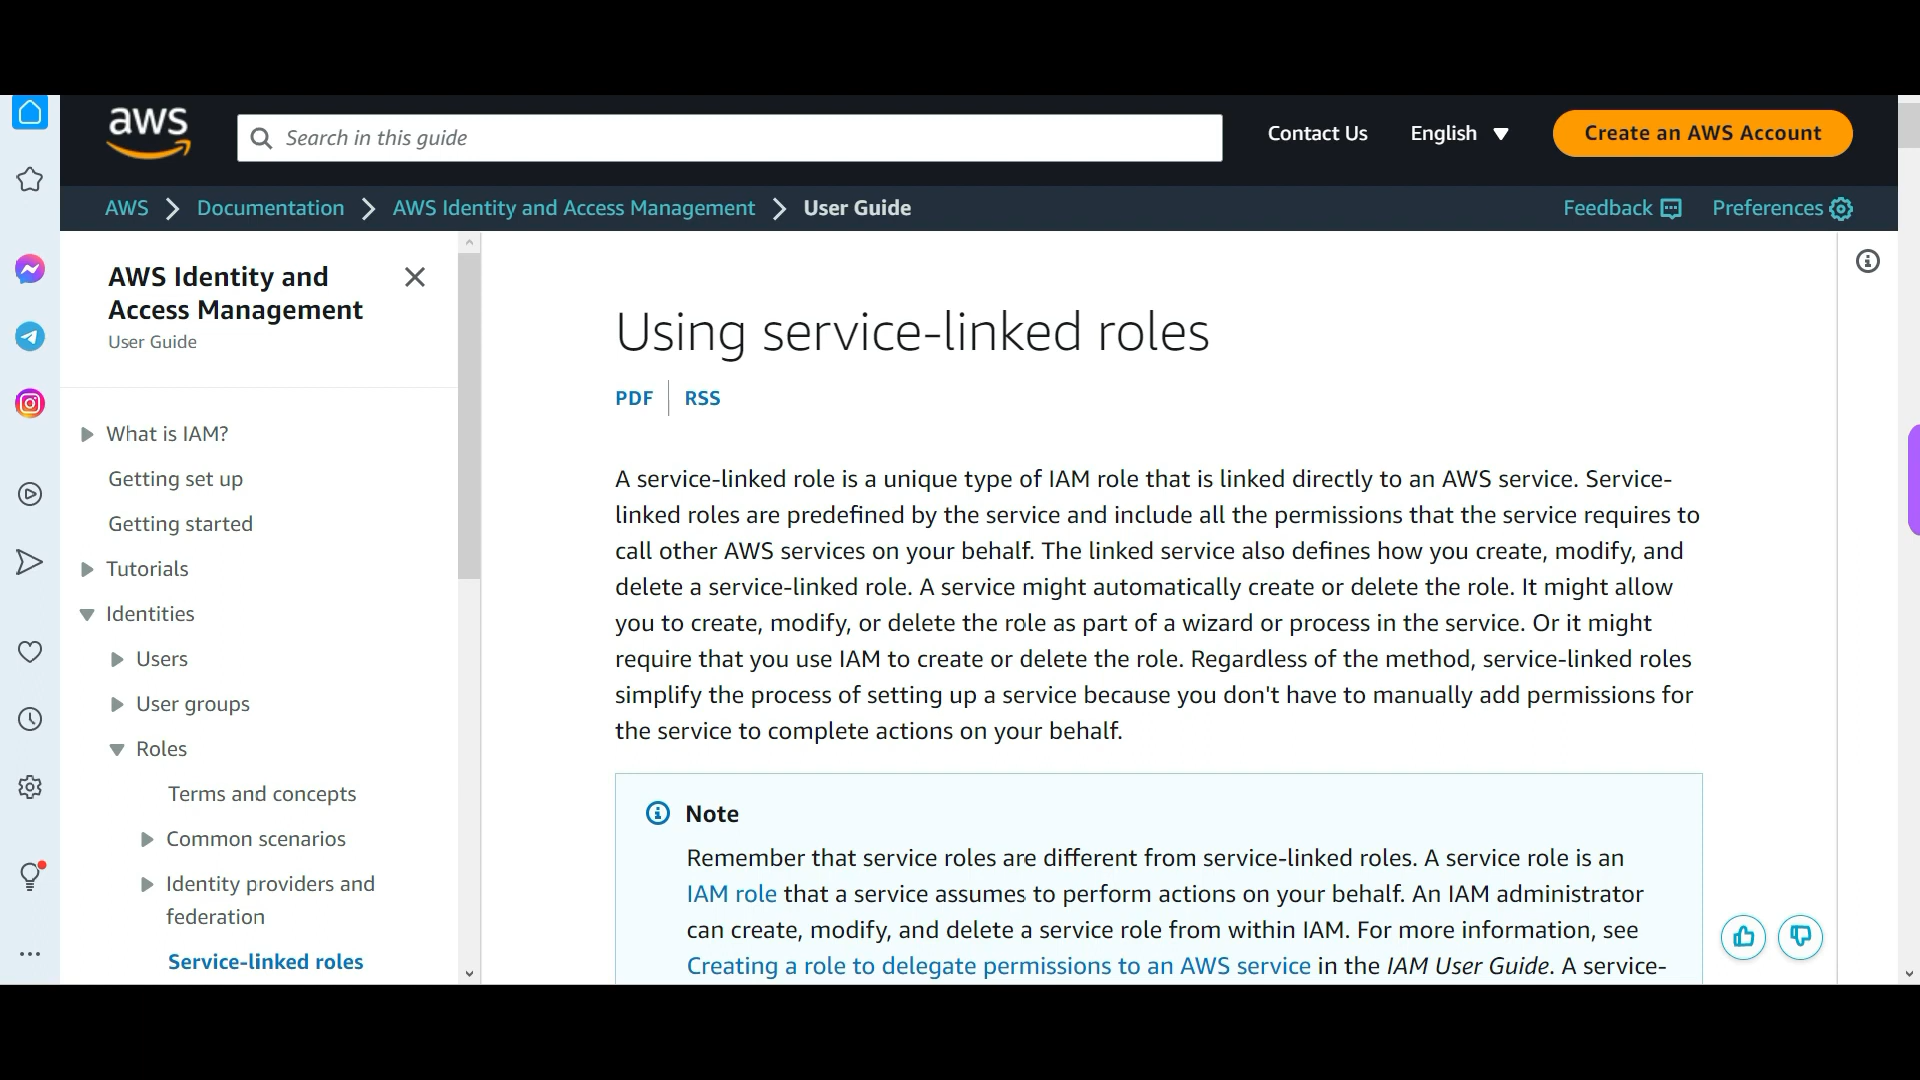 aws
Search in this guide
Contact Us
English
Create an AWS Account
AWS
Documentation
AWS Identity and Access Management
User Guide
Feedback
Preferences
AWS Identity and
Access Management
User Guide
What is IAM?
Getting set up
Getting started
Tutorials
Identities
Users
User groups
Roles
Terms and concepts
Common scenarios
Identity providers and
federation
Service-linked roles
Using service-linked roles
PDF
RSS
A service-linked role is a unique type of IAM role that is linked directly to an AWS service. Service-
linked roles are predefined by the service and include all the permissions that the service requires to
call other AWS services on your behalf. The linked service also defines how you create, modify, and
delete a service-linked role. A service might automatically create or delete the role. It might allow
you to create, modify, or delete the role as part of a wizard or process in the service. Or it might
require that you use IAM to create or delete the role. Regardless of the method, service-linked roles
simplify the process of setting up a service because you don't have to manually add permissions for
the service to complete actions on your behalf.
Note
Remember that service roles are different from service-linked roles. A service role is an
IAM role that a service assumes to perform actions on your behalf. An IAM administrator
can create, modify, and delete a service role from within IAM. For more information, see
Creating a role to delegate permissions to an AWS service in the IAM User Guide. A service-